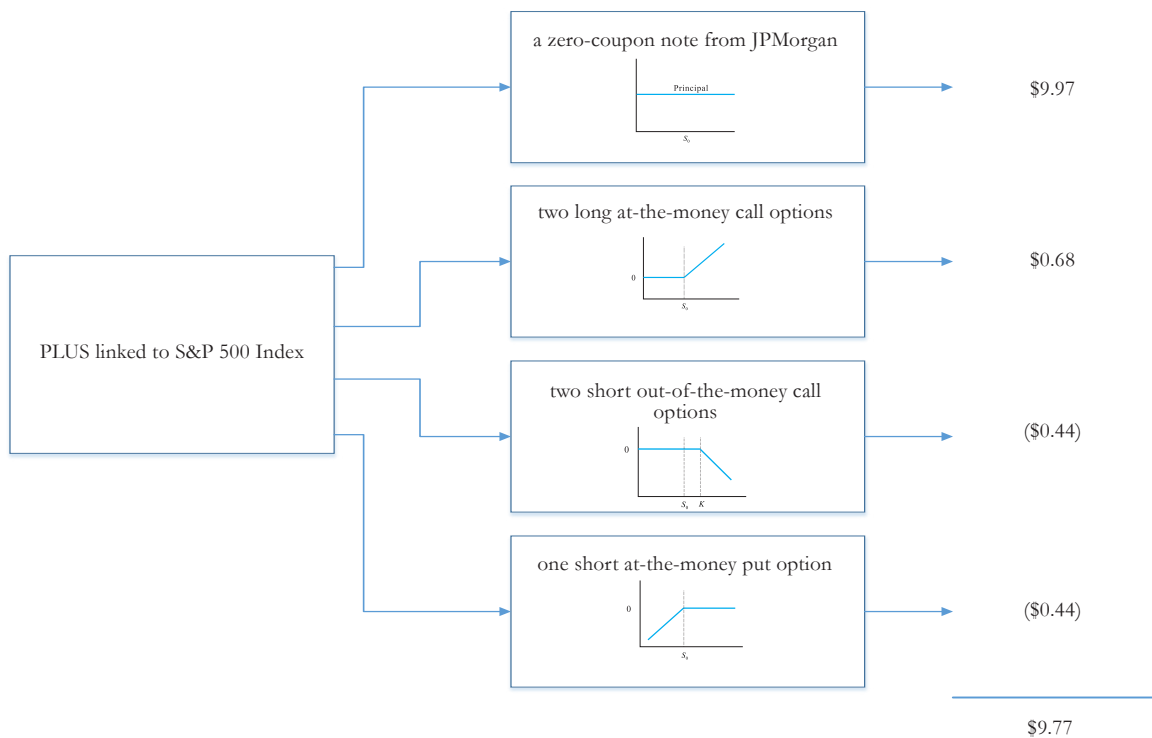 a zero-coupon note from JPMorgan
Principal
S₀
$9.97
two long at-the-money call options
0
S₀
$0.68
PLUS linked to S&P 500 Index
two short out-of-the-money call
options
0
S₀ K
($0.44)
one short at-the-money put option
0
S₀
($0.44)
$9.77